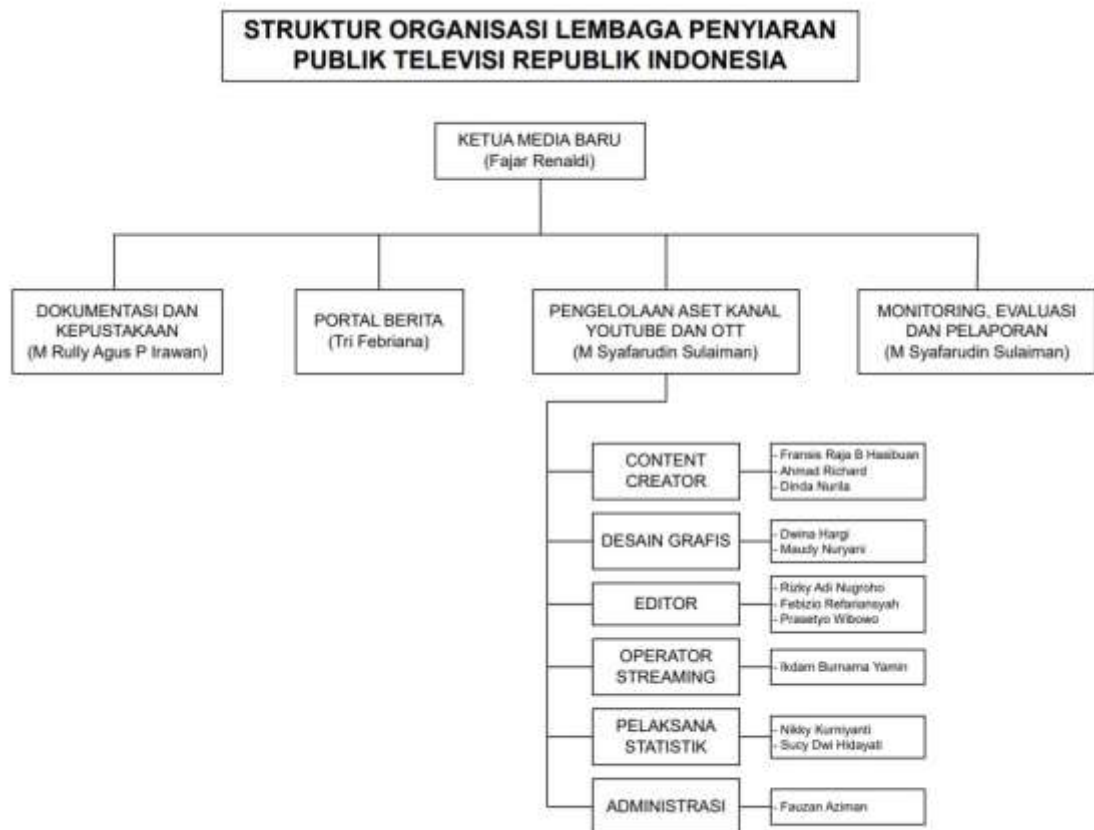 STRUKTUR ORGANISASI LEMBAGA PENYIARAN
PUBLIK TELEVISI REPUBLIK INDONESIA
KETUA MEDIA BARU
(Fajar Renaldi)
DOKUMENTASI DAN
KEPUSTAKAAN
(M Rully Agus P Irawan)
PORTAL BERITA
(Tri Febriana)
PENGELOLAAN ASET KANAL
YOUTUBE DAN OTT
(M Syafarudin Sulaiman)
MONITORING, EVALUASI
DAN PELAPORAN
(M Syafarudin Sulaiman)
CONTENT
CREATOR
- Fransis Raja B Hasibuan
- Ahmad Richard
- Dinda Nurila
DESAIN GRAFIS
- Dwina Hargi
- Maudy Nuryani
EDITOR
- Rizky Adi Nugroho
- Febizio Refariansyah
- Prasetyo Wibowo
OPERATOR
STREAMING
- Ikdam Burnama Yamin
PELAKSANA
STATISTIK
- Nikky Kurniyanti
- Sucy Dwi Hidayati
ADMINISTRASI
- Fauzan Aziman